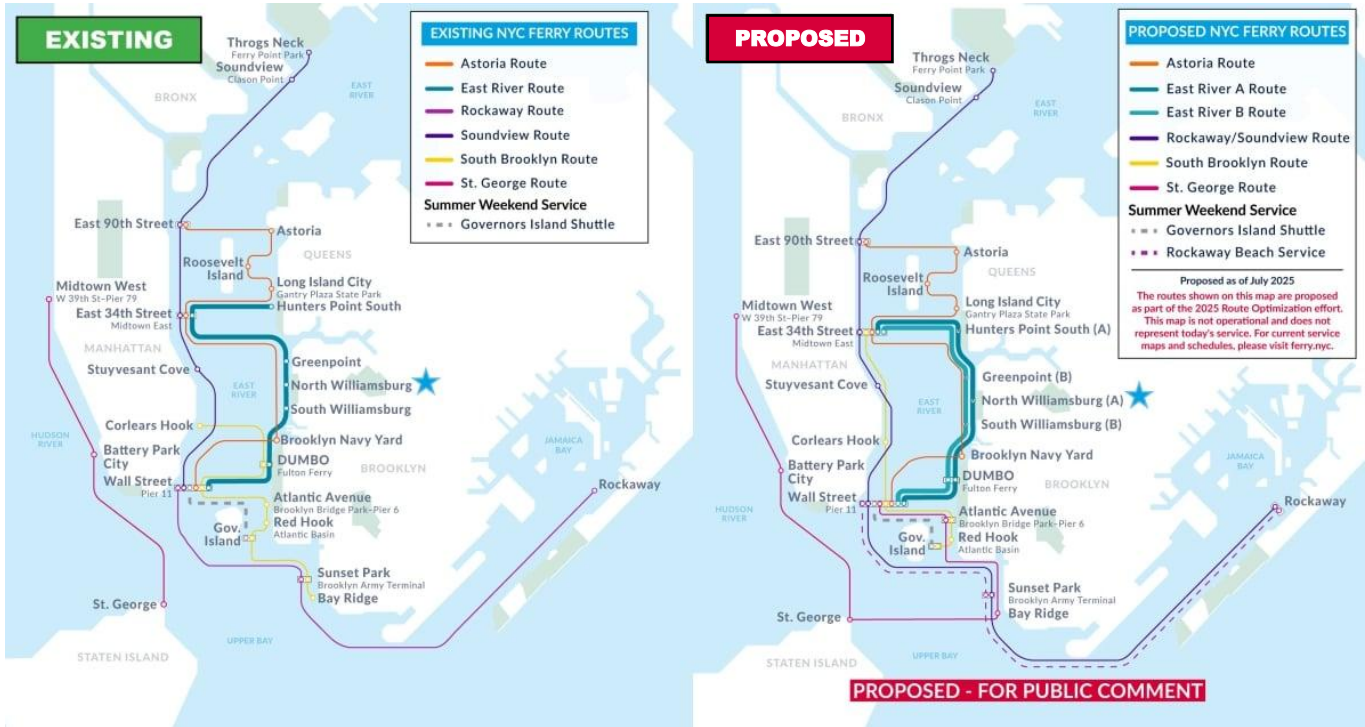 EXISTING
EXISTING NYC FERRY ROUTES
Astoria Route
East River Route
Rockaway Route
Soundview Route
South Brooklyn Route
St. George Route
Summer Weekend Service
Governors Island Shuttle
Throgs Neck
Ferry Point Park
Soundview
Clason Point
BRONX
EAST
RIVER
East 90th Street
Astoria
QUEENS
Roosevelt
Island
Midtown West
W 39th St–Pier 79
Long Island City
Gantry Plaza State Park
Hunters Point South
East 34th Street
Midtown East
MANHATTAN
Greenpoint
Stuyvesant Cove
EAST
RIVER
North Williamsburg
South Williamsburg
Corlears Hook
HUDSON
RIVER
Brooklyn Navy Yard
JAMAICA
BAY
Battery Park
City
DUMBO
Fulton Ferry
BROOKLYN
Wall Street
Pier 11
Rockaway
Atlantic Avenue
Brooklyn Bridge Park–Pier 6
Red Hook
Atlantic Basin
Gov.
Island
Sunset Park
Brooklyn Army Terminal
Bay Ridge
St. George
UPPER BAY
STATEN ISLAND
PROPOSED
PROPOSED NYC FERRY ROUTES
Astoria Route
East River A Route
East River B Route
Rockaway/Soundview Route
South Brooklyn Route
St. George Route
Summer Weekend Service
Governors Island Shuttle
Rockaway Beach Service
Proposed as of July 2025
The routes shown on this map are proposed
as part of the 2025 Route Optimization effort.
This map is not operational and does not
represent today's service. For current service
maps and schedules, please visit ferry.nyc.
Throgs Neck
Ferry Point Park
Soundview
Clason Point
BRONX
EAST
RIVER
East 90th Street
Astoria
QUEENS
Roosevelt
Island
Midtown West
W 39th St–Pier 79
Long Island City
Gantry Plaza State Park
East 34th Street
Midtown East
Hunters Point South (A)
MANHATTAN
Stuyvesant Cove
Greenpoint (B)
EAST
RIVER
North Williamsburg (A)
South Williamsburg (B)
Corlears Hook
Brooklyn Navy Yard
HUDSON
RIVER
JAMAICA
BAY
Battery Park
City
DUMBO
Fulton Ferry
BROOKLYN
Wall Street
Pier 11
Rockaway
Atlantic Avenue
Brooklyn Bridge Park–Pier 6
Red Hook
Atlantic Basin
Gov.
Island
Sunset Park
Brooklyn Army Terminal
Bay Ridge
St. George
UPPER BAY
STATEN ISLAND
PROPOSED - FOR PUBLIC COMMENT